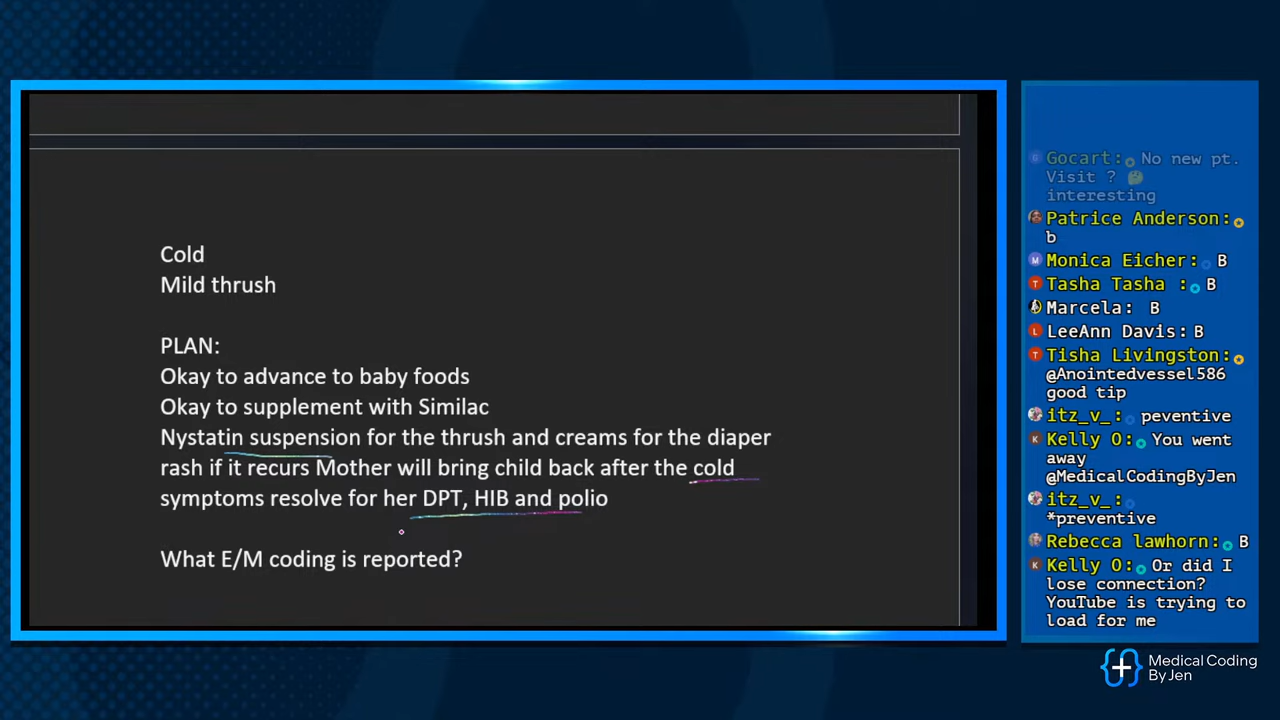 Cold
Mild thrush
PLAN:
Okay to advance to baby foods
Okay to supplement with Similac
Nystatin suspension for the thrush and creams for the diaper
rash if it recurs Mother will bring child back after the cold
symptoms resolve for her DPT, HIB and polio
What E/M coding is reported?
Gocart: No new pt.
Visit ? 🤔
interesting
Patrice Anderson:
b
Monica Eicher: B
Tasha Tasha : B
Marcela: B
LeeAnn Davis: B
Tisha Livingston:
@Anointedvessel586
good tip
itz_v_: peventive
Kelly O: You went
away
@MedicalCodingByJen
itz_v_:
*preventive
Rebecca lawhorn: B
Kelly O: Or did I
lose connection?
YouTube is trying to
load for me
Medical Coding
By Jen